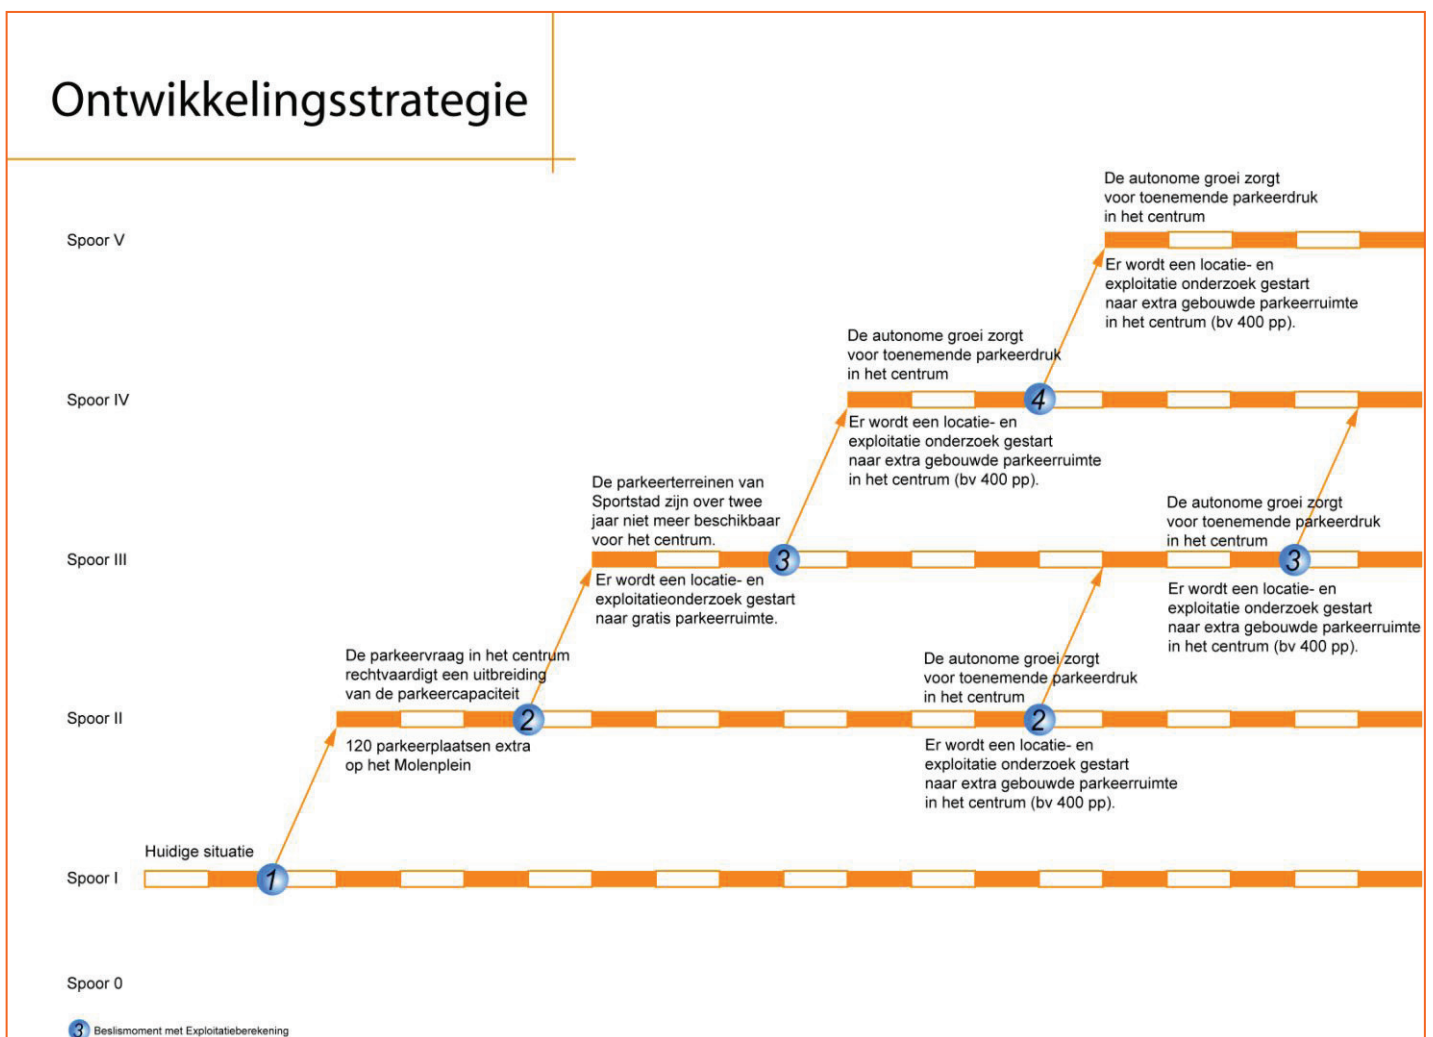 Ontwikkelingsstrategie
De autonome groei zorgt
voor toenemende parkeerdruk
in het centrum
Spoor V
Er wordt een locatie- en
exploitatie onderzoek gestart
naar extra gebouwde parkeerruimte
in het centrum (bv 400 pp).
De autonome groei zorgt
voor toenemende parkeerdruk
in het centrum
Spoor IV
4
Er wordt een locatie- en
exploitatie onderzoek gestart
naar extra gebouwde parkeerruimte
in het centrum (bv 400 pp).
De parkeerterreinen van
Sportstad zijn over twee
jaar niet meer beschikbaar
voor het centrum.
De autonome groei zorgt
voor toenemende parkeerdruk
in het centrum
Spoor III
3
3
Er wordt een locatie- en
exploitatieonderzoek gestart
naar gratis parkeerruimte.
Er wordt een locatie- en
exploitatie onderzoek gestart
naar extra gebouwde parkeerruimte
in het centrum (bv 400 pp).
De parkeervraag in het centrum
rechtvaardigt een uitbreiding
van de parkeercapaciteit
De autonome groei zorgt
voor toenemende parkeerdruk
in het centrum
Spoor II
2
2
120 parkeerplaatsen extra
op het Molenplein
Er wordt een locatie- en
exploitatie onderzoek gestart
naar extra gebouwde parkeerruimte
in het centrum (bv 400 pp).
Huidige situatie
Spoor I
1
Spoor 0
3 Beslismoment met Exploitatieberekening